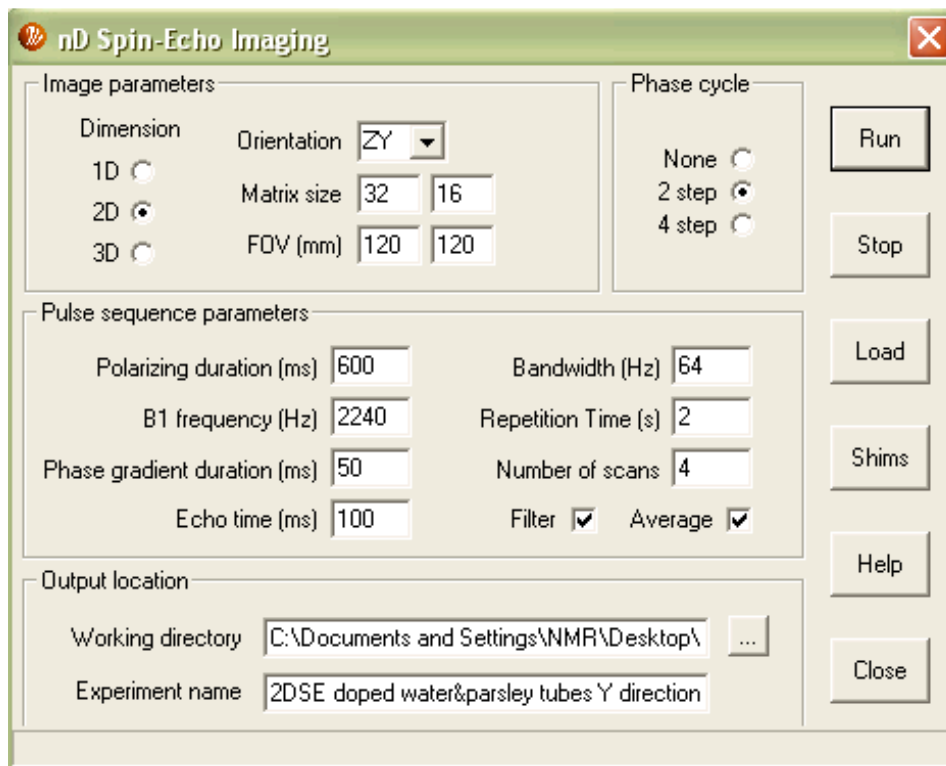 nD Spin-Echo Imaging
Image parameters
Dimension
1D
2D
3D
Orientation ZY
Matrix size 32 16
FOV (mm) 120 120
Phase cycle
None
2 step
4 step
Run
Stop
Load
Shims
Help
Close
Pulse sequence parameters
Polarizing duration (ms) 600
B1 frequency (Hz) 2240
Phase gradient duration (ms) 50
Echo time (ms) 100
Bandwidth (Hz) 64
Repetition Time (s) 2
Number of scans 4
Filter Average
Output location
Working directory C:\Documents and Settings\NMR\Desktop\ ...
Experiment name 2DSE doped water&parsley tubes Y direction